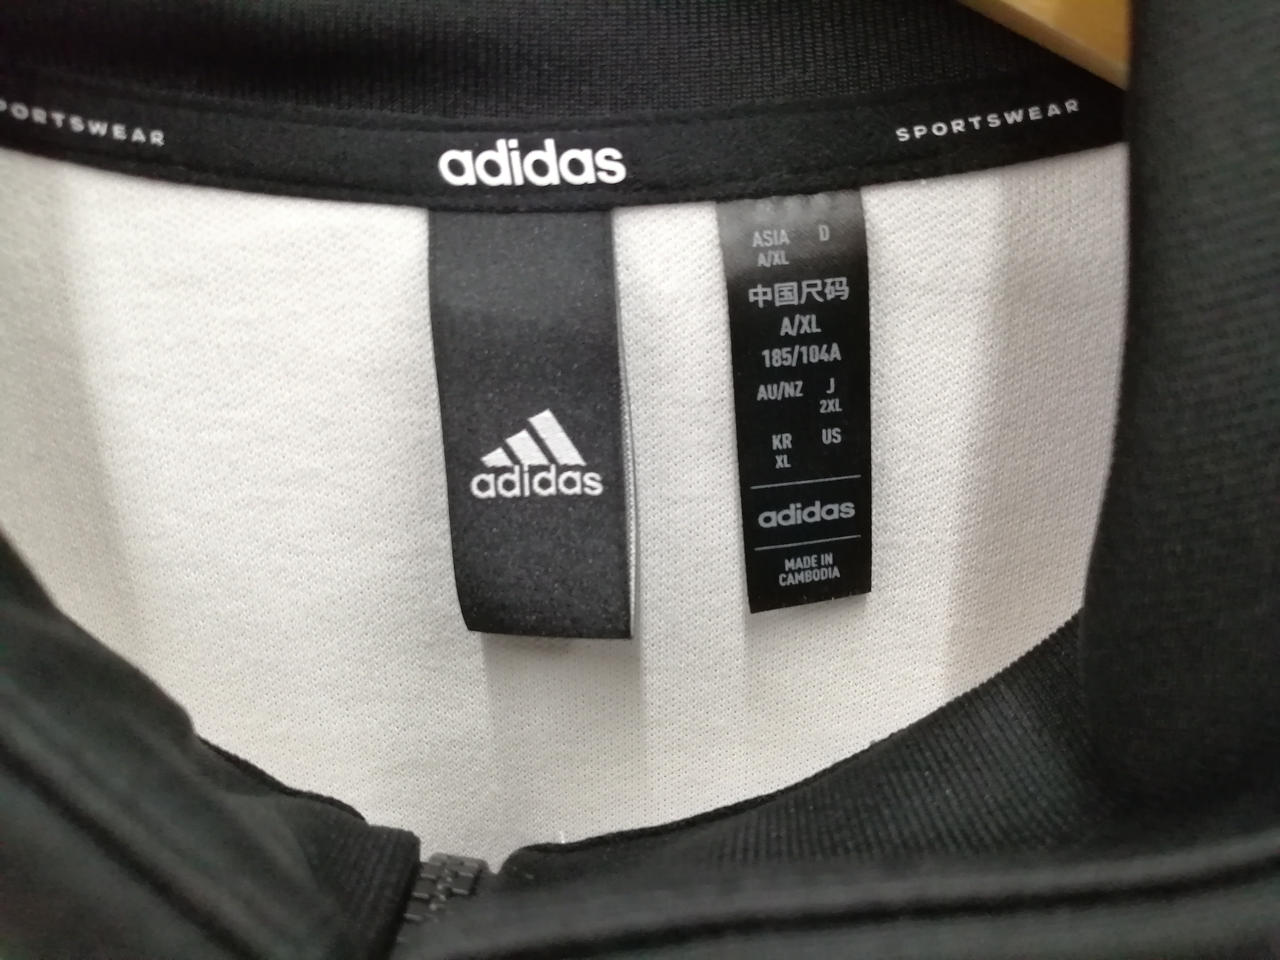 PORTSWEAR
adidas
SPORTSWEAR
adidas
ASIA D
A/XL
中国尺码
A/XL
185/104A
AU/NZ J
2XL
KR US
XL
adidas
MADE IN
CAMBODIA